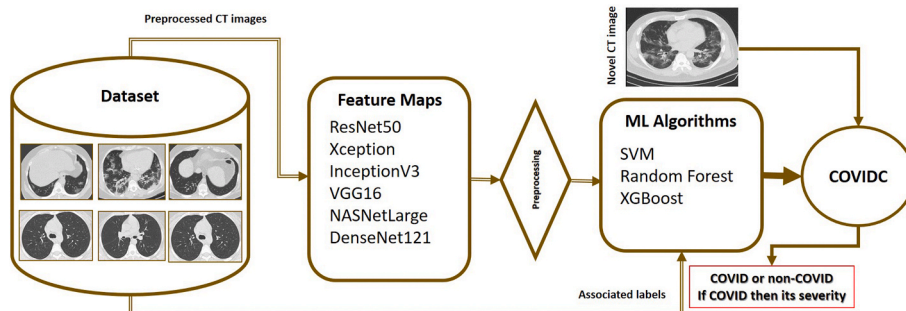 Preprocessed CT images
Dataset
Feature Maps
ResNet50
Xception
InceptionV3
VGG16
NASNetLarge
DenseNet121
Preprocessing
Novel CT image
ML Algorithms
SVM
Random Forest
XGBoost
COVIDC
Associated labels
COVID or non-COVID
If COVID then its severity